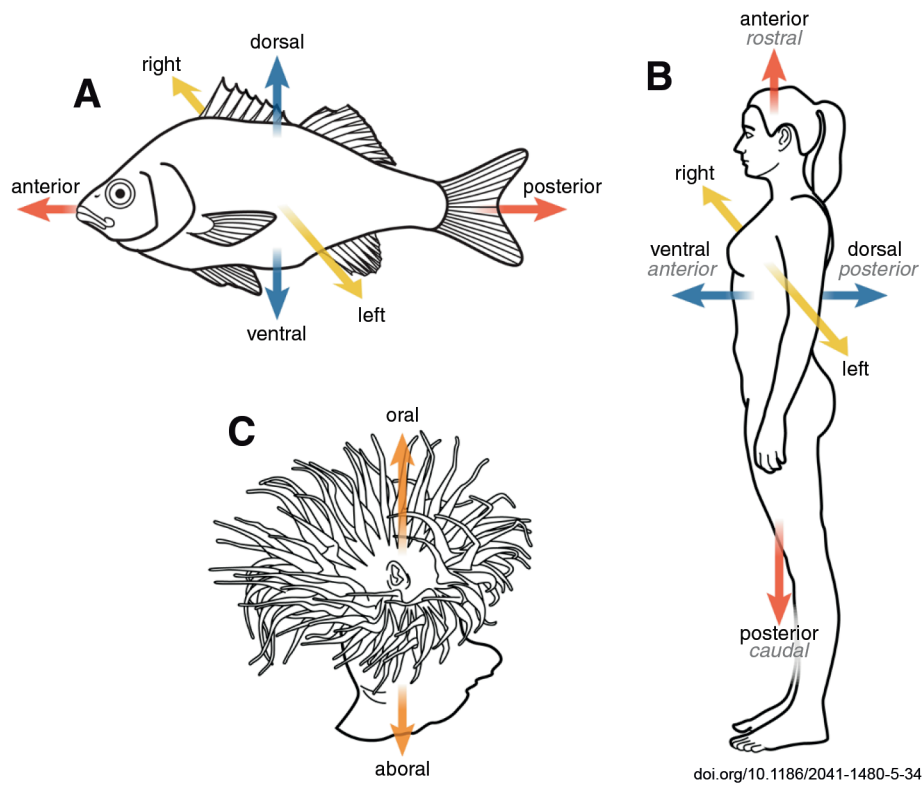 A
dorsal
right
anterior
posterior
left
ventral
B
anterior
rostral
right
ventral
anterior
dorsal
posterior
left
posterior
caudal
C
oral
aboral
doi.org/10.1186/2041-1480-5-34